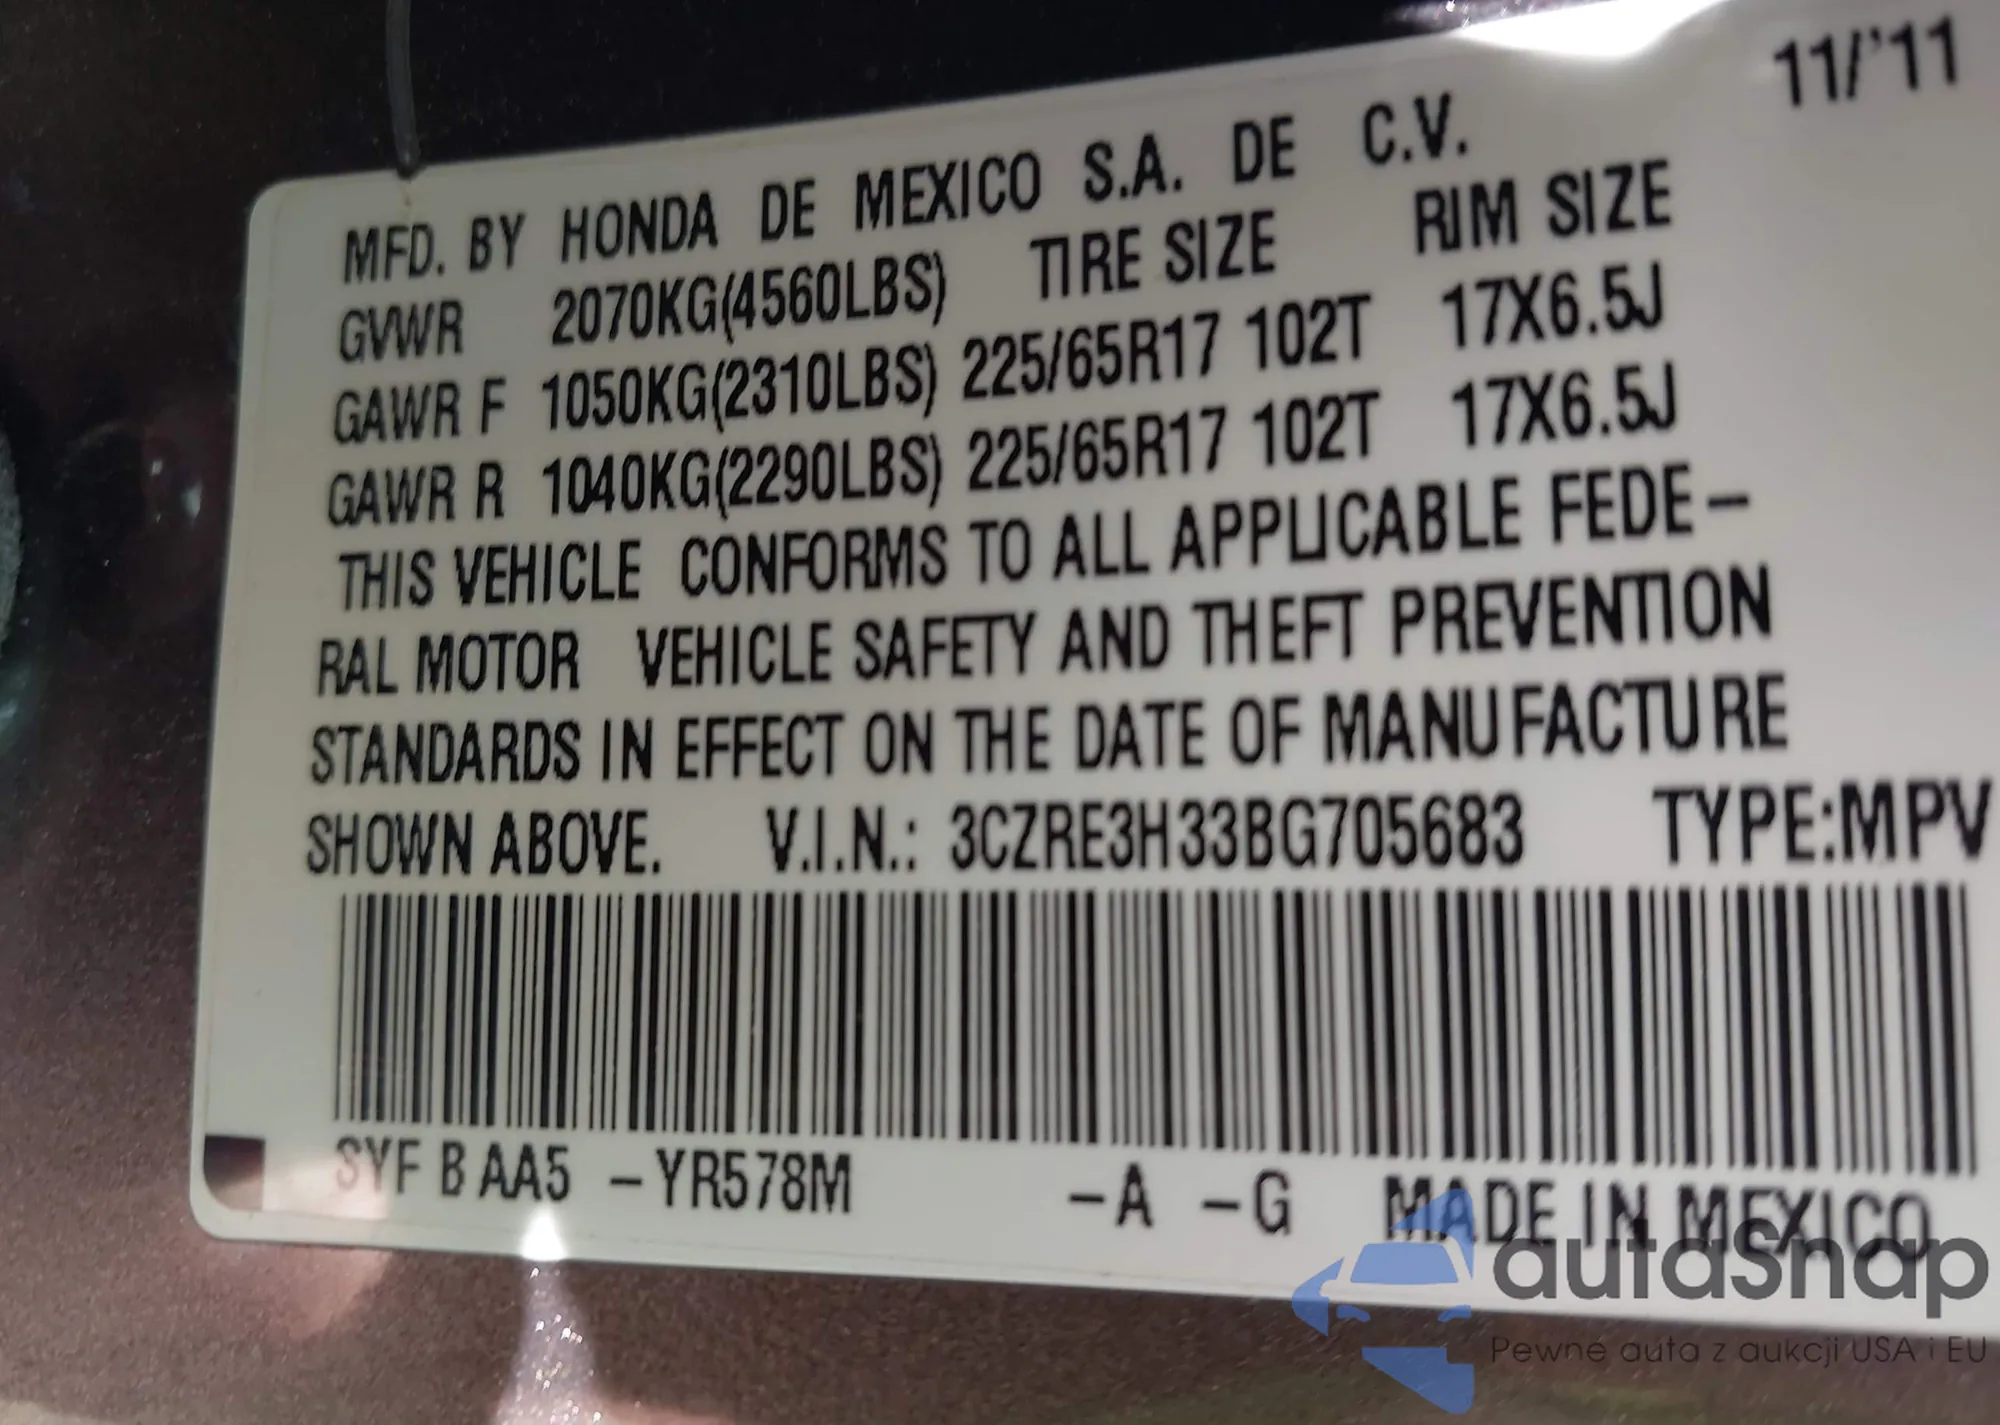 11/'11
MFD. BY HONDA DE MEXICO S.A. DE C.V.
GVWR 2070KG(4560LBS) TIRE SIZE RIM SIZE
GAWR F 1050KG(2310LBS) 225/65R17 102T 17X6.5J
GAWR R 1040KG(2290LBS) 225/65R17 102T 17X6.5J
THIS VEHICLE CONFORMS TO ALL APPLICABLE FEDE-
RAL MOTOR VEHICLE SAFETY AND THEFT PREVENTION
STANDARDS IN EFFECT ON THE DATE OF MANUFACTURE
SHOWN ABOVE. V.I.N.: 3CZRE3H33BG705683 TYPE:MPV
SYF B AA5 -YR578M -A -G MADE IN MEXICO
autaSnap
Pewne auta z aukcji USA i EU